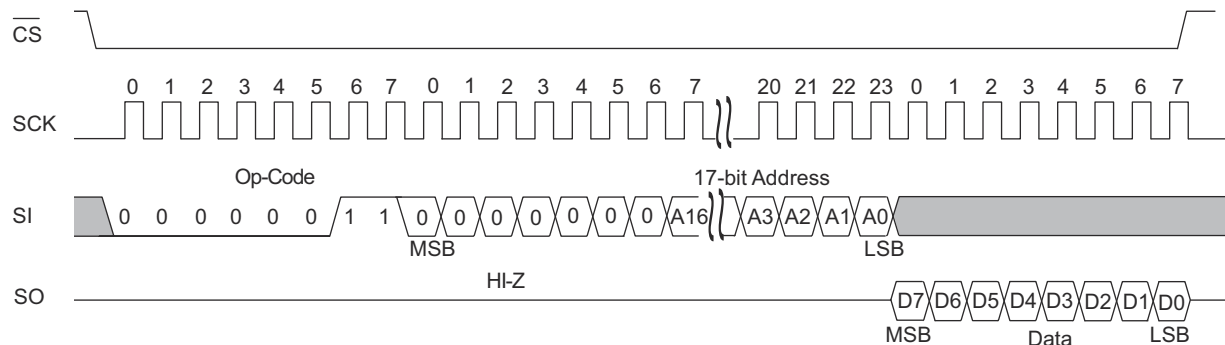 CS
0 1 2 3 4 5 6 7 0 1 2 3 4 5 6 7 20 21 22 23 0 1 2 3 4 5 6 7
SCK
Op-Code 17-bit Address
SI 0 0 0 0 0 0 1 1 0 0 0 0 0 0 0 A16 A3 A2 A1 A0
MSB LSB
HI-Z
SO D7 D6 D5 D4 D3 D2 D1 D0
MSB Data LSB